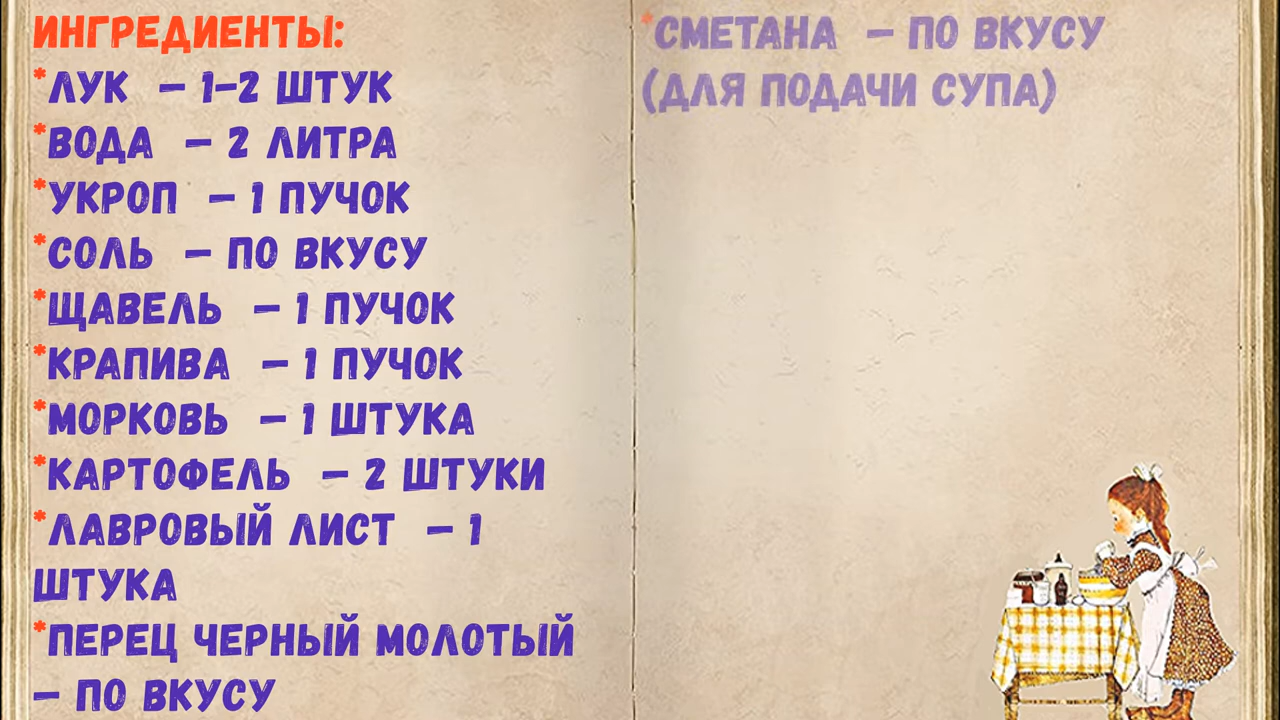 ИНГРЕДИЕНТЫ:
*ЛУК – 1-2 ШТУК
*ВОДА – 2 ЛИТРА
*УКРОП – 1 ПУЧОК
*СОЛЬ – ПО ВКУСУ
*ЩАВЕЛЬ – 1 ПУЧОК
*КРАПИВА – 1 ПУЧОК
*МОРКОВЬ – 1 ШТУКА
*КАРТОФЕЛЬ – 2 ШТУКИ
*ЛАВРОВЫЙ ЛИСТ – 1
ШТУКА
*ПЕРЕЦ ЧЕРНЫЙ МОЛОТЫЙ
– ПО ВКУСУ
*СМЕТАНА – ПО ВКУСУ
(ДЛЯ ПОДАЧИ СУПА)